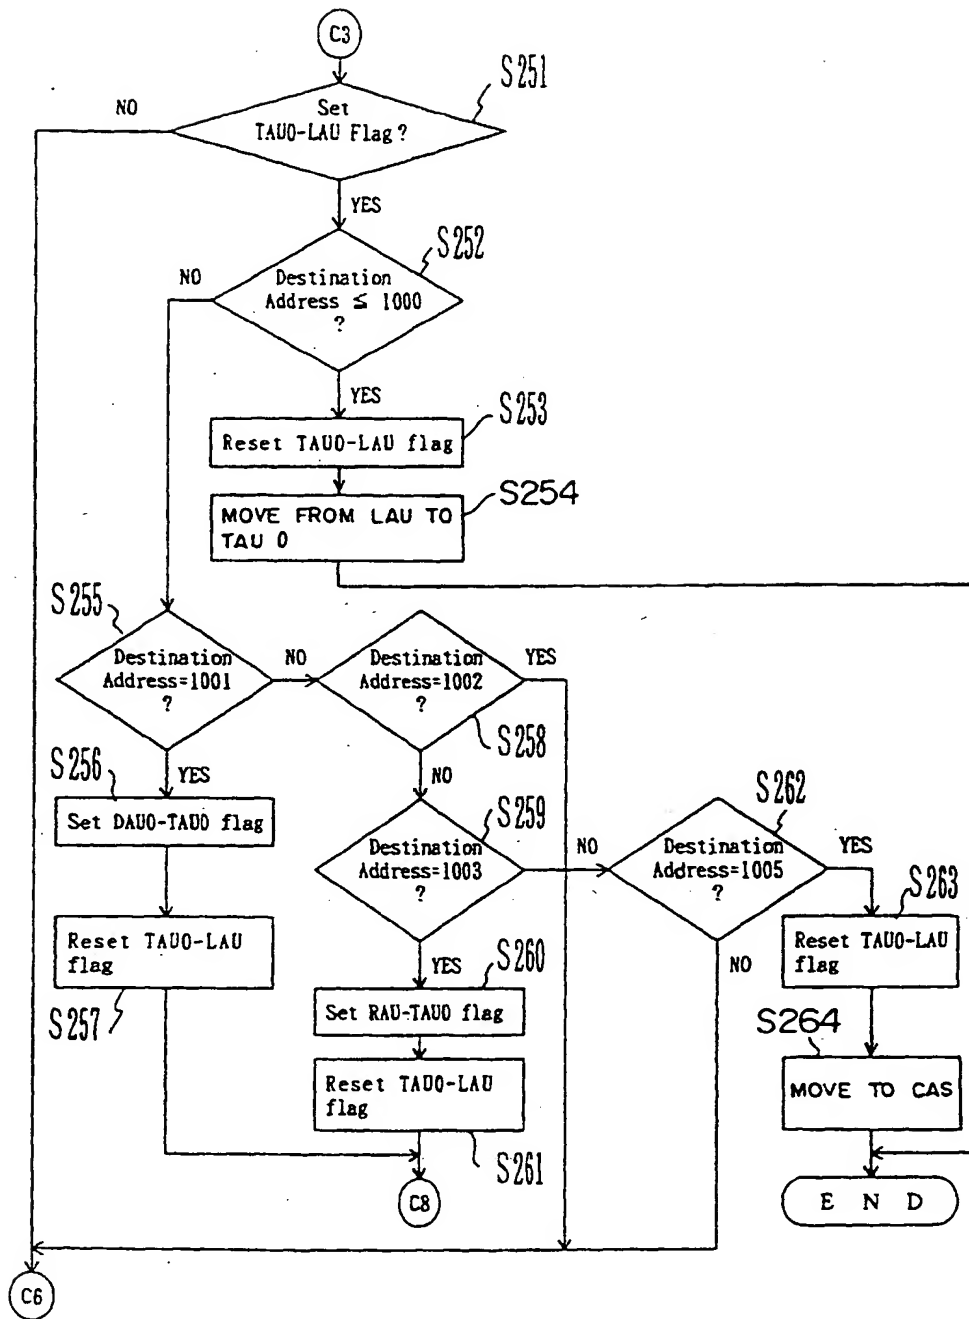 C3
S251
NO
Set
TAU0-LAU Flag?
YES
S252
NO
Destination
Address ≤ 1000
?
YES
S253
Reset TAU0-LAU flag
S254
MOVE FROM LAU TO
TAU 0
S255
Destination
Address=1001
?
NO
Destination
Address=1002
?
YES
S258
S256
YES
NO
Set DAU0-TAU0 flag
S259
Destination
Address=1003
?
NO
S262
Destination
Address=1005
?
YES
S263
Reset TAU0-LAU
flag
S257
YES
S260
Set RAU-TAU0 flag
NO
Reset TAU0-LAU
flag
S264
Reset TAU0-LAU
flag
S261
MOVE TO CAS
C8
E N D
C6